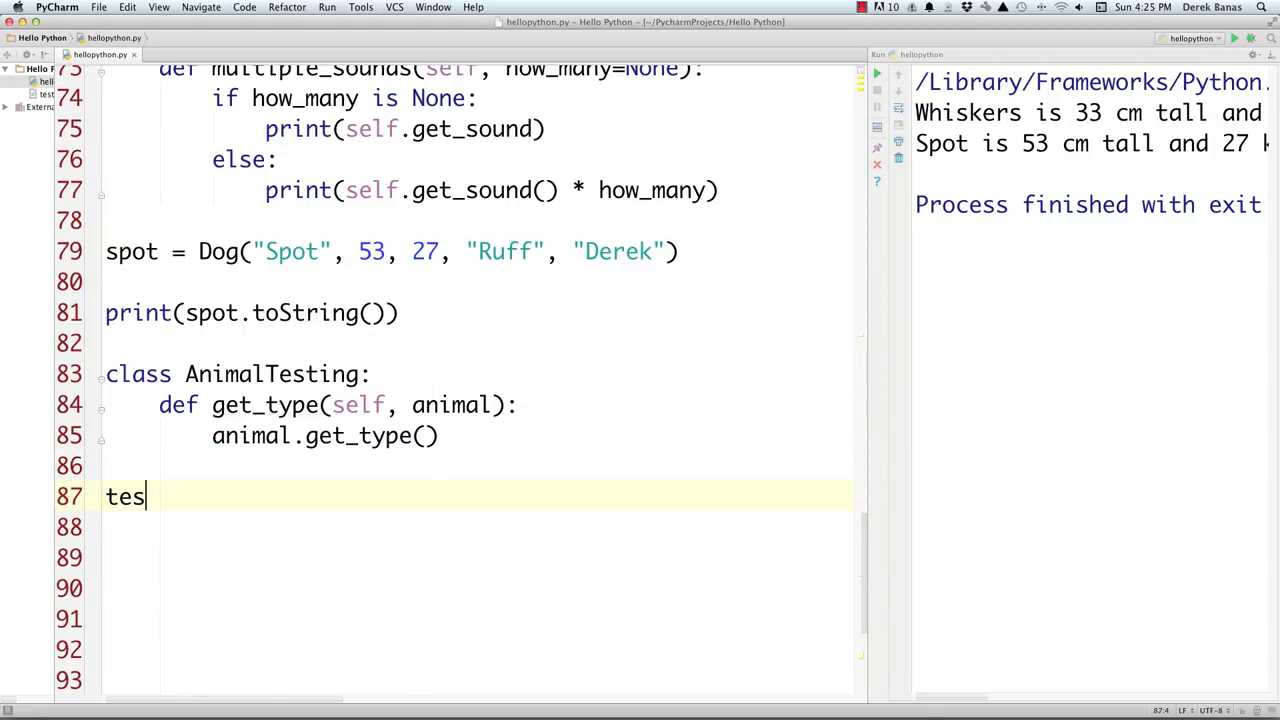 PyCharm File Edit View Navigate Code Refactor Run Tools VCS Window Help
10 Sun 4:25 PM Derek Banas
hellopython.py - Hello Python - [~/PycharmProjects/Hello Python]
Hello Python hellopython.py
hellopython
hellopython.py
Run hellopython
Hello P
hell
test
Externa
73 def multiple_sounds(self, how_many=None):
74 if how_many is None:
75 print(self.get_sound)
76 else:
77 print(self.get_sound() * how_many)
78
79 spot = Dog("Spot", 53, 27, "Ruff", "Derek")
80
81 print(spot.toString())
82
83 class AnimalTesting:
84 def get_type(self, animal):
85 animal.get_type()
86
87 tes
88
89
90
91
92
93
/Library/Frameworks/Python.
Whiskers is 33 cm tall and
Spot is 53 cm tall and 27 k
Process finished with exit
87:4 LF UTF-8